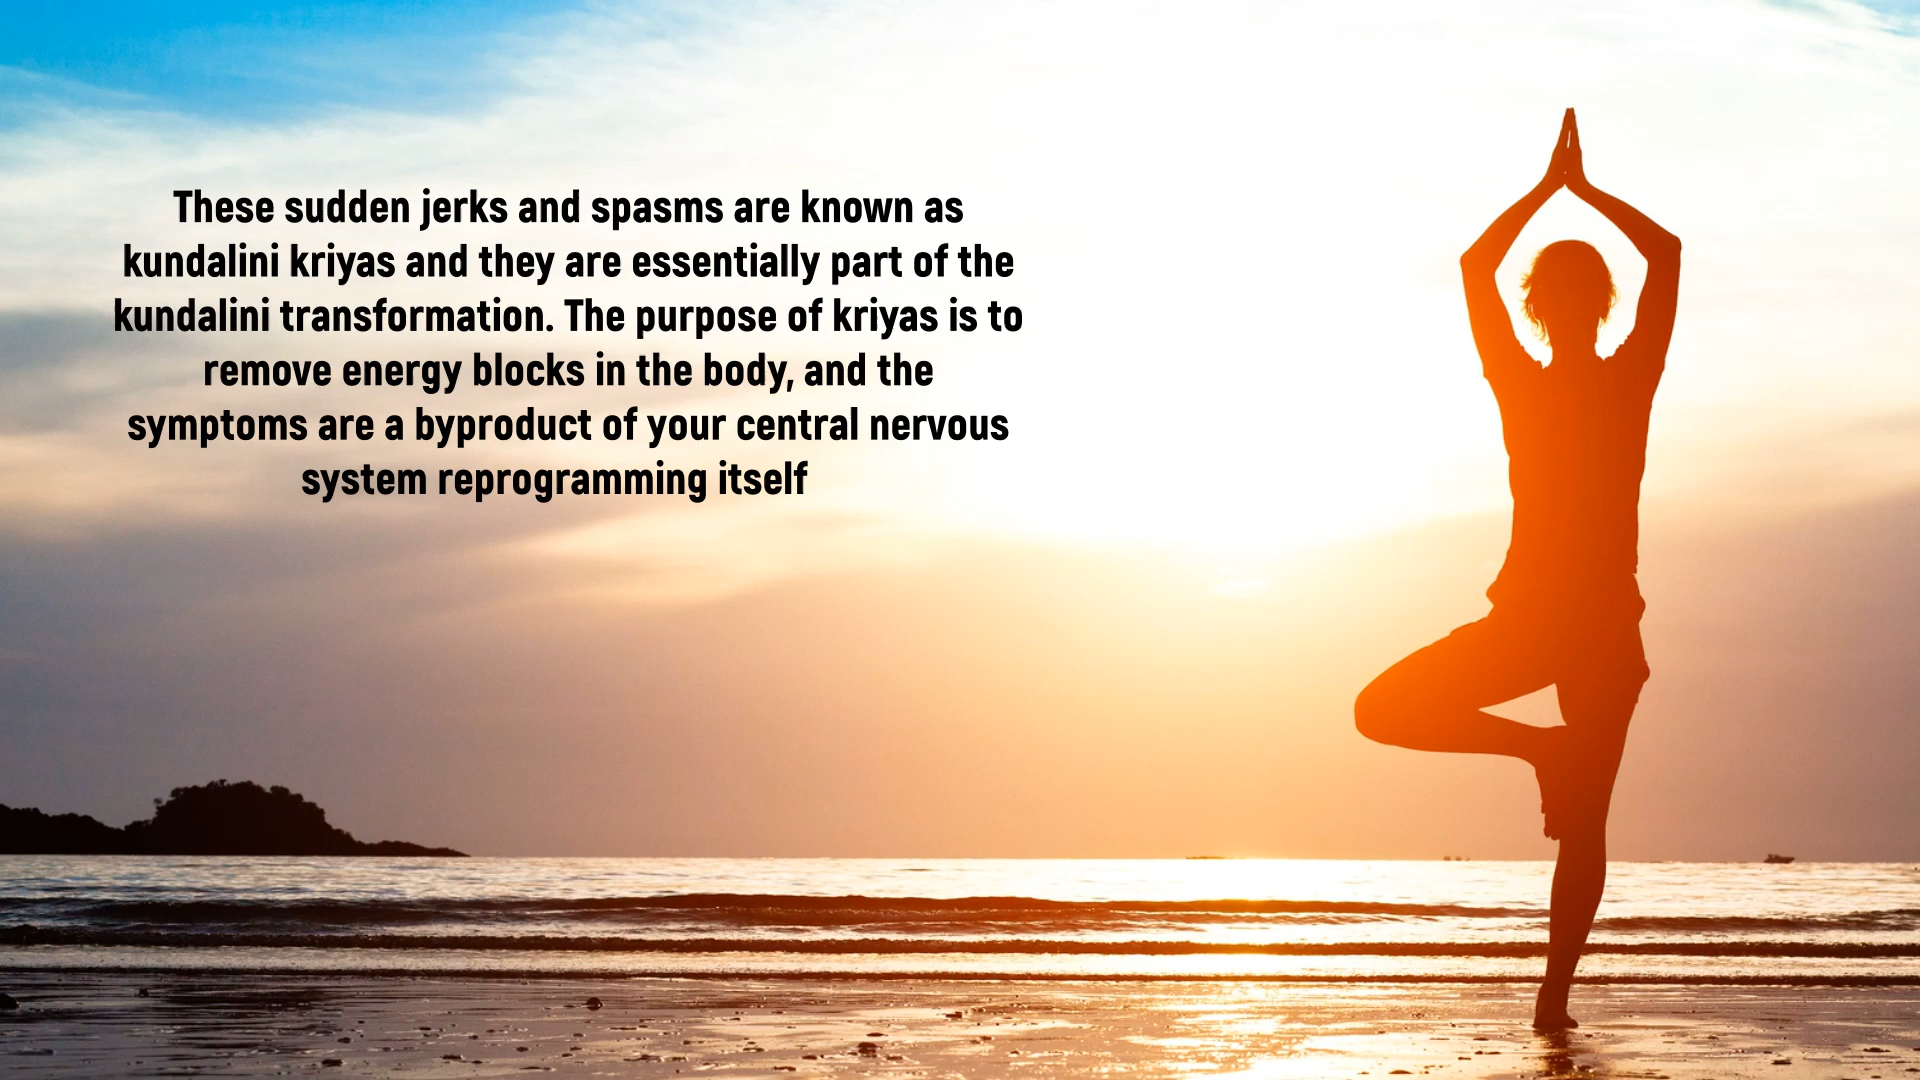 These sudden jerks and spasms are known as
kundalini kriyas and they are essentially part of the
kundalini transformation. The purpose of kriyas is to
remove energy blocks in the body, and the
symptoms are a byproduct of your central nervous
system reprogramming itself